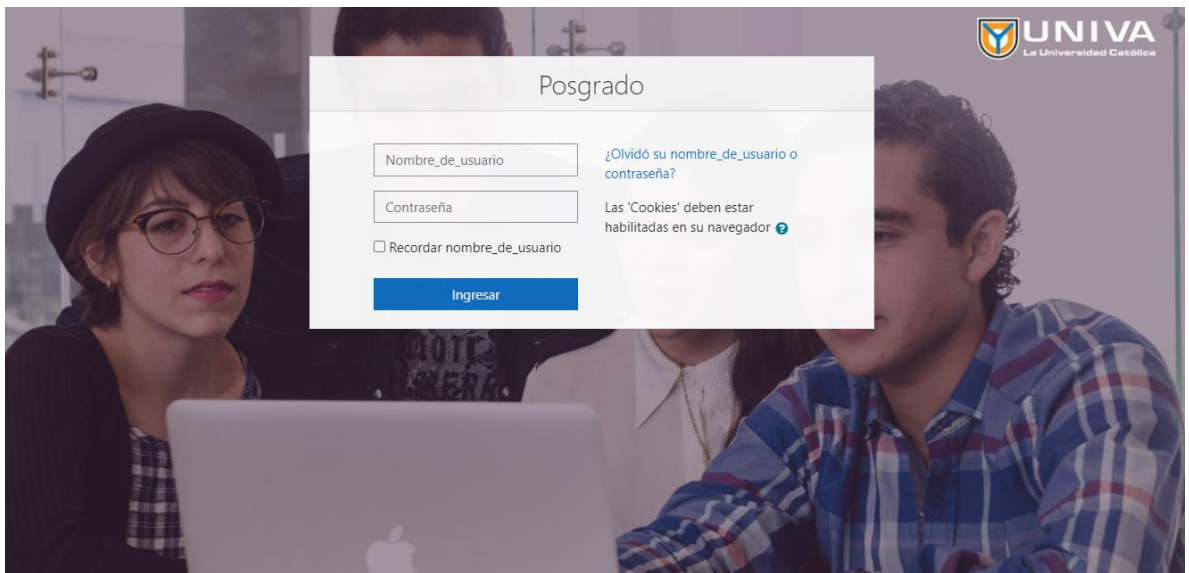 UNIVA
La Universidad Católica
Posgrado
Nombre_de_usuario
Contraseña
Recordar nombre_de_usuario
Ingresar
¿Olvidó su nombre_de_usuario o
contraseña?
Las 'Cookies' deben estar
habilitadas en su navegador